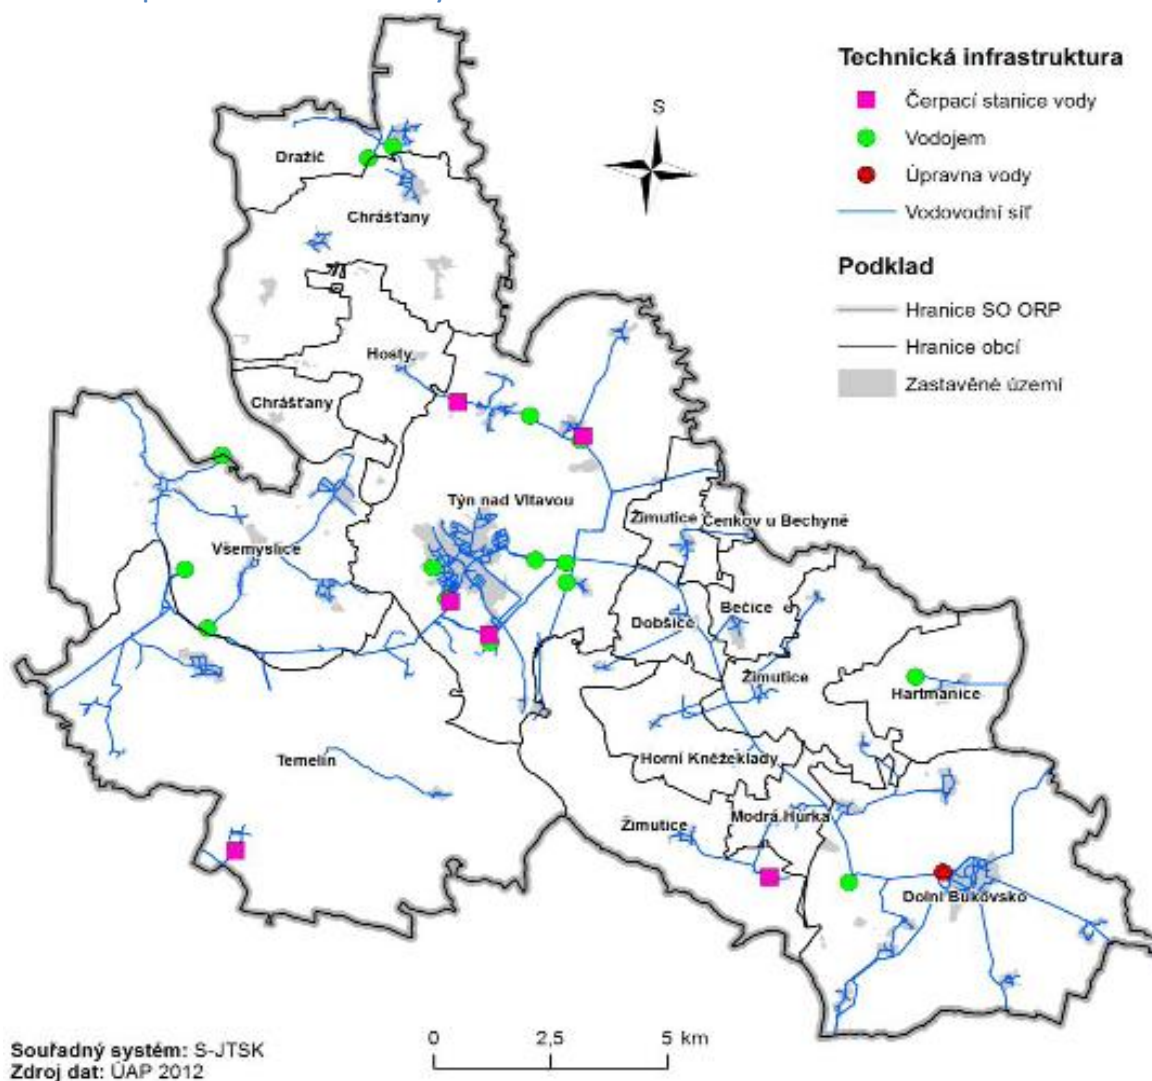 Technická infrastruktura
Čerpací stanice vody
Vodojem
Úpravna vody
Vodovodní síť
Podklad
Hranice SO ORP
Hranice obcí
Zastavěné území
S
Dražíč
Chrášťany
Hosty
Chrášťany
Týn nad Vltavou
Žimutice
Čenkov u Bechyně
Všemyslice
Bečice
Dobšice
Žimutice
Hartmanice
Temelín
Horní Kněžeklady
Modrá Hůrka
Žimutice
Dolní Bukovsko
0 2,5 5 km
Souřadný systém: S-JTSK
Zdroj dat: ÚAP 2012